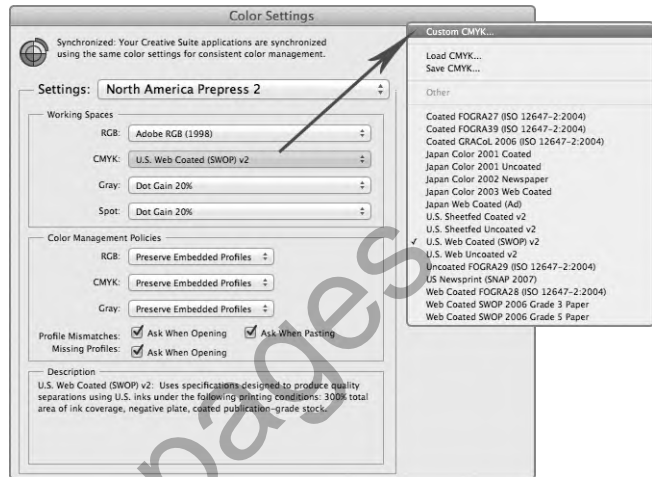 Color Settings
Synchronized: Your Creative Suite applications are synchronized
using the same color settings for consistent color management.
Settings: North America Prepress 2
Working Spaces
RGB: Adobe RGB (1998)
CMYK: U.S. Web Coated (SWOP) v2
Gray: Dot Gain 20%
Spot: Dot Gain 20%
Color Management Policies
RGB: Preserve Embedded Profiles
CMYK: Preserve Embedded Profiles
Gray: Preserve Embedded Profiles
Profile Mismatches: Ask When Opening Ask When Pasting
Missing Profiles: Ask When Opening
Description
U.S. Web Coated (SWOP) v2: Uses specifications designed to produce quality
separations using U.S. inks under the following printing conditions: 300% total
area of ink coverage, negative plate, coated publication-grade stock.
Custom CMYK...
Load CMYK...
Save CMYK...
Other
Coated FOGRA27 (ISO 12647-2:2004)
Coated FOGRA39 (ISO 12647-2:2004)
Coated GRACoL 2006 (ISO 12647-2:2004)
Japan Color 2001 Coated
Japan Color 2001 Uncoated
Japan Color 2002 Newspaper
Japan Color 2003 Web Coated
Japan Web Coated (Ad)
U.S. Sheetfed Coated v2
U.S. Sheetfed Uncoated v2
✓ U.S. Web Coated (SWOP) v2
U.S. Web Uncoated v2
Uncoated FOGRA29 (ISO 12647-2:2004)
US Newsprint (SNAP 2007)
Web Coated FOGRA28 (ISO 12647-2:2004)
Web Coated SWOP 2006 Grade 3 Paper
Web Coated SWOP 2006 Grade 5 Paper
pages